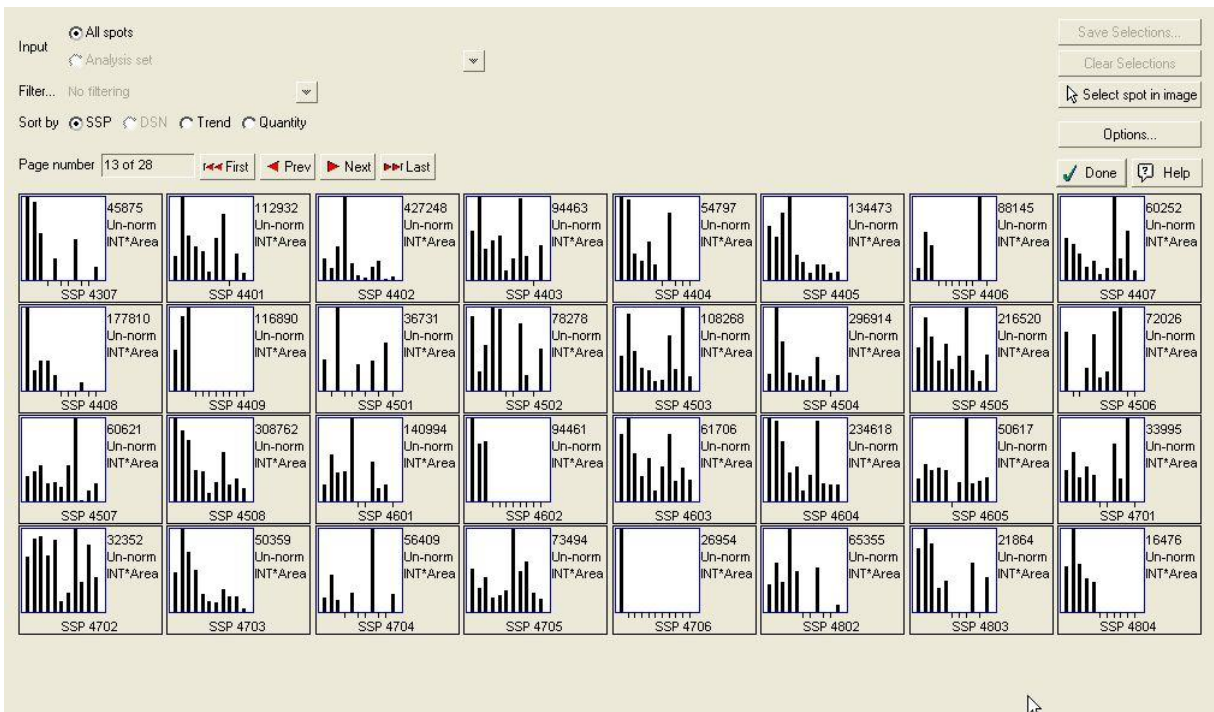 Input All spots
Analysis set
Filter... No filtering
Sort by SSP DSN Trend Quantity
Page number 13 of 28 First Prev Next Last
Save Selections...
Clear Selections
Select spot in image
Options...
Done Help
45875 112932 427248 94463 54797 134473 88145 60252
Un-norm Un-norm Un-norm Un-norm Un-norm Un-norm Un-norm Un-norm
INT*Area INT*Area INT*Area INT*Area INT*Area INT*Area INT*Area INT*Area
SSP 4307 SSP 4401 SSP 4402 SSP 4403 SSP 4404 SSP 4405 SSP 4406 SSP 4407
177810 116890 36731 78278 108268 296914 216520 72026
Un-norm Un-norm Un-norm Un-norm Un-norm Un-norm Un-norm Un-norm
INT*Area INT*Area INT*Area INT*Area INT*Area INT*Area INT*Area INT*Area
SSP 4408 SSP 4409 SSP 4501 SSP 4502 SSP 4503 SSP 4504 SSP 4505 SSP 4506
60621 308762 140994 94461 61706 234618 50617 33995
Un-norm Un-norm Un-norm Un-norm Un-norm Un-norm Un-norm Un-norm
INT*Area INT*Area INT*Area INT*Area INT*Area INT*Area INT*Area INT*Area
SSP 4507 SSP 4508 SSP 4601 SSP 4602 SSP 4603 SSP 4604 SSP 4605 SSP 4701
32352 50359 56409 73494 26954 65355 21864 16476
Un-norm Un-norm Un-norm Un-norm Un-norm Un-norm Un-norm Un-norm
INT*Area INT*Area INT*Area INT*Area INT*Area INT*Area INT*Area INT*Area
SSP 4702 SSP 4703 SSP 4704 SSP 4705 SSP 4706 SSP 4802 SSP 4803 SSP 4804